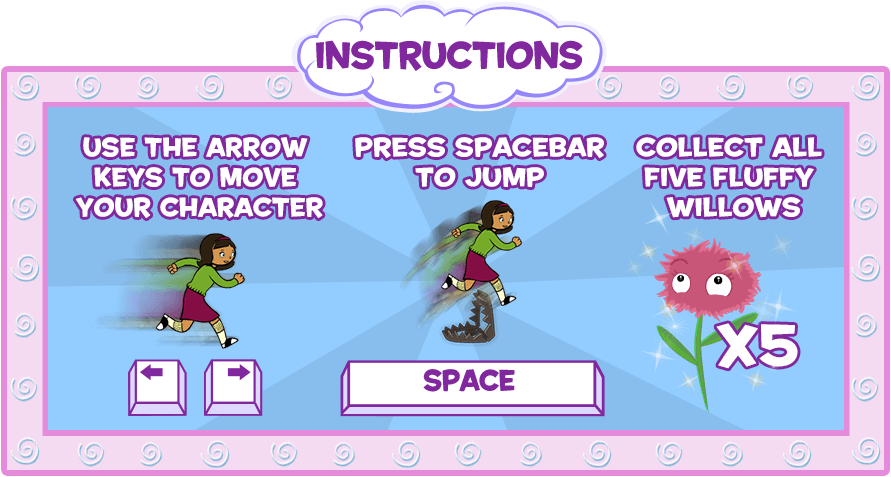 INSTRUCTIONS
USE THE ARROW
KEYS TO MOVE
YOUR CHARACTER
PRESS SPACEBAR
TO JUMP
SPACE
COLLECT ALL
FIVE FLUFFY
WILLOWS
X5